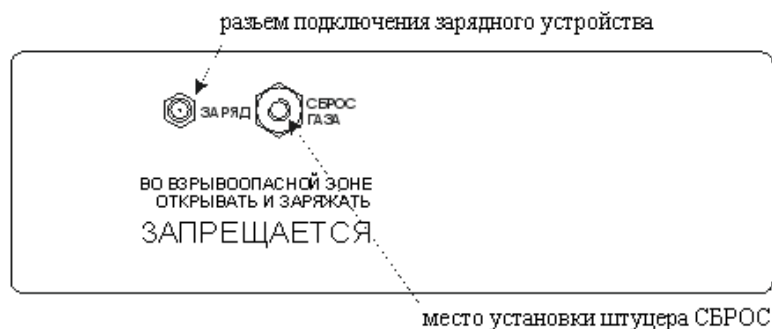 разьем подключения зарядного устройства
ЗАРЯД
СБРОС
ГАЗА
ВО ВЗРЫВООПАСНОЙ ЗОНЕ
ОТКРЫВАТЬ И ЗАРЯЖАТЬ
ЗАПРЕЩАЕТСЯ
место установки штуцера СБРОС